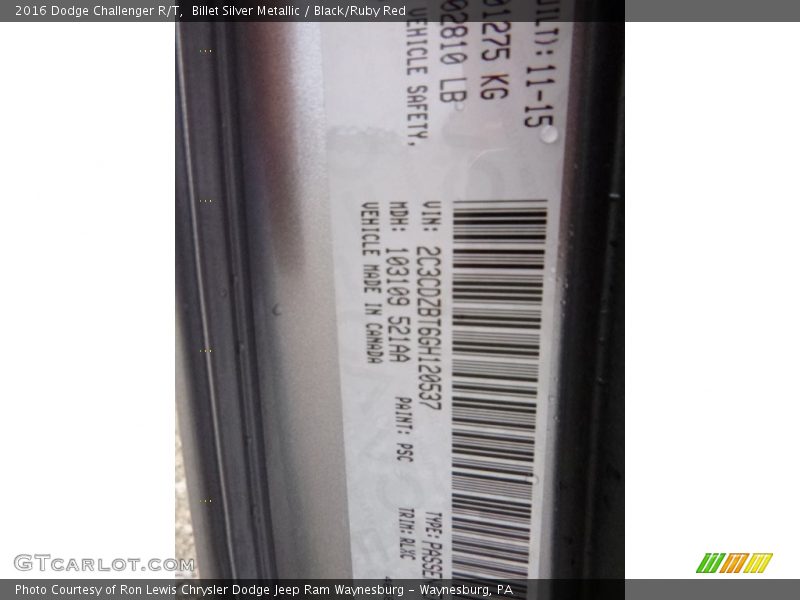 2016 Dodge Challenger R/T, Billet Silver Metallic / Black/Ruby Red
UILT): 11-15
01275 KG
02810 LB
VEHICLE SAFETY,
VIN: 2C3CDZBT6GH120537 TYPE: PASSE
MDH: 103109 521AA PAINT: PSC TRIM: RLXC
VEHICLE MADE IN CANADA
GTCARLOT.COM
Photo Courtesy of Ron Lewis Chrysler Dodge Jeep Ram Waynesburg – Waynesburg, PA